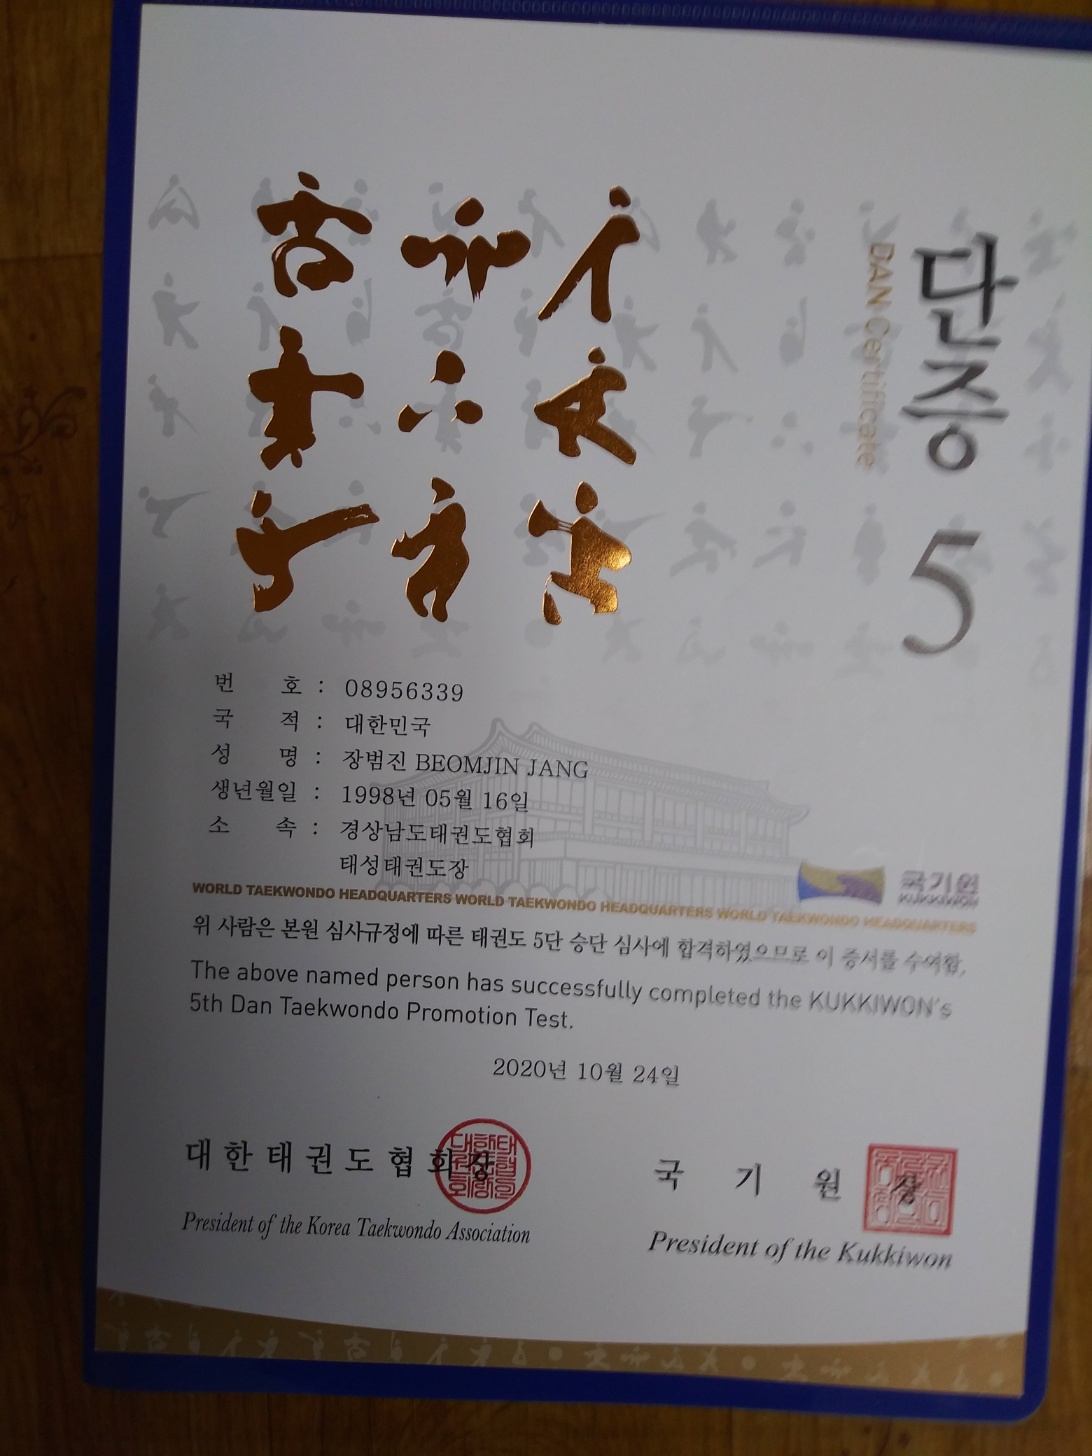 단증
DAN Certificate
5
번 호 : 08956339
국 적 : 대한민국
성 명 : 장범진 BEOMJIN JANG
생년월일 : 1998년 05월 16일
소 속 : 경상남도태권도협회
태성태권도장
국기원
KUKKIWON
WORLD TAEKWONDO HEADQUARTERS WORLD TAEKWONDO HEADQUARTERS WORLD TAEKWONDO HEADQUARTERS
위 사람은 본원 심사규정에 따른 태권도 5단 승단 심사에 합격하였으므로 이 증서를 수여함.
The above named person has successfully completed the KUKKIWON's
5th Dan Taekwondo Promotion Test.
2020년 10월 24일
대한태권도협회장
President of the Korea Taekwondo Association
국 기 원 장
President of the Kukkiwon